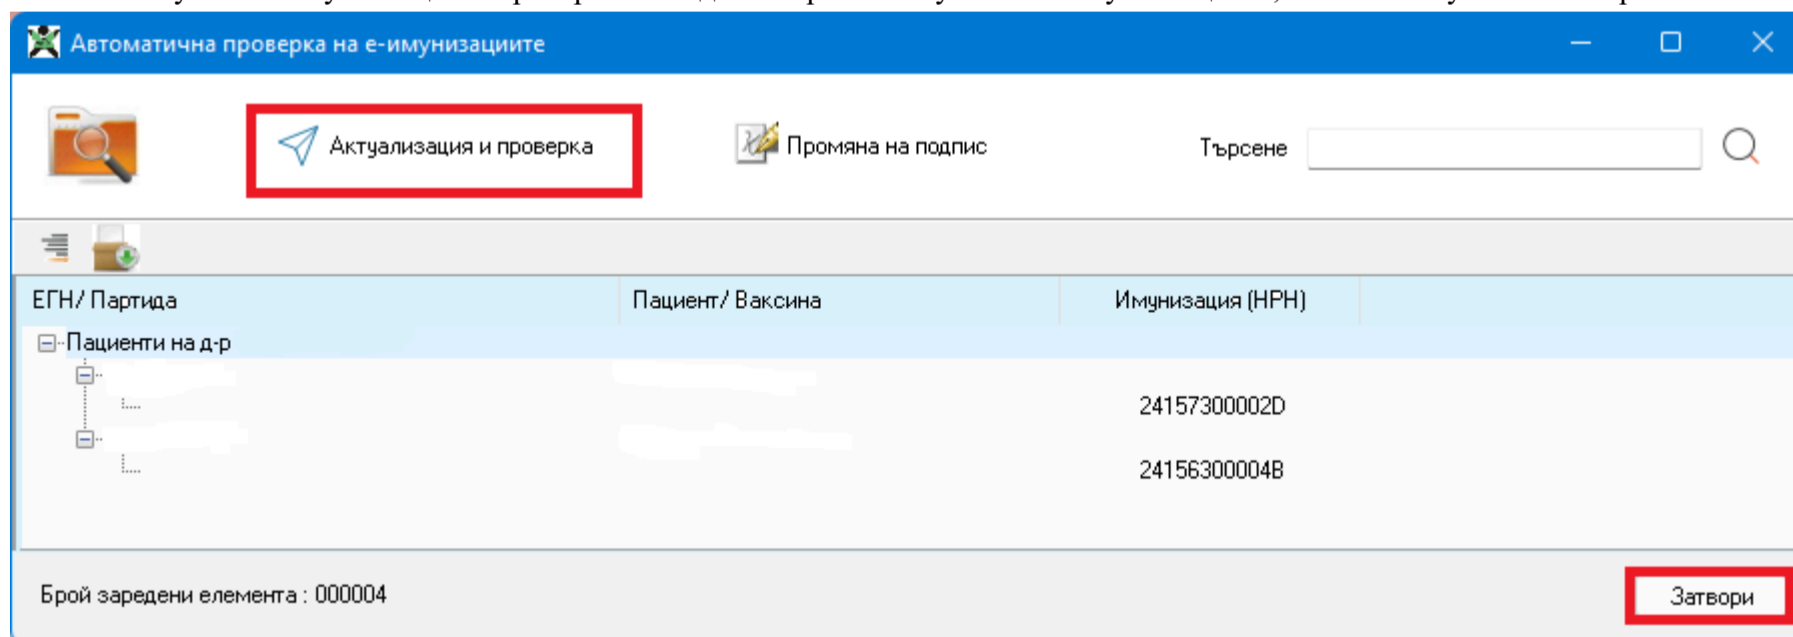 Автоматична проверка на е-имунизациите
Актуализация и проверка
Промяна на подпис
Търсене
ЕГН/ Партида
Пациент/ Ваксина
Имунизация (НРН)
Пациенти на д-р
24157300002D
24156300004B
Брой заредени елемента : 000004
Затвори